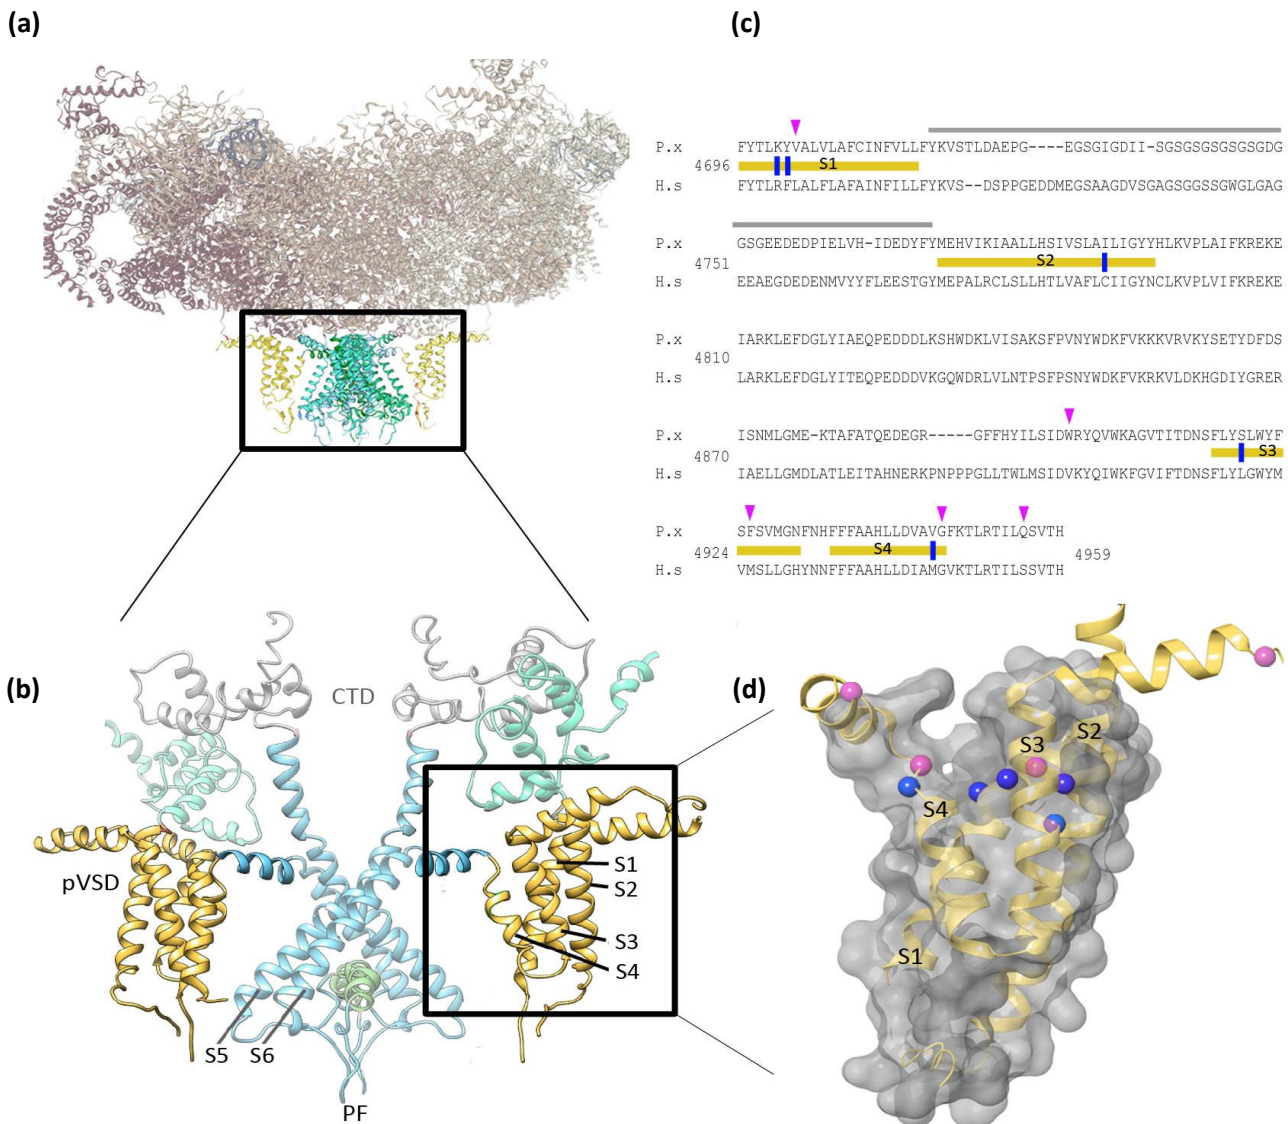 (a)
(c)
P.x FYTLKYVALVLAFCINFVLLFYKVSTLDAEPG----EGSGIGDII-SGSGSGSGSGSGDG
4696 S1
H.s FYTLRFLALFLAFAINFILLFYKVS--DSPPGEDDMEGSAAGDVSGAGSGGSSGWGLGAG
P.x GSGEEDEDPIELVH-IDEDYFYMEHVIKIAALLHSIVSLAILIGYYHLKVPLAIFKREKE
4751 S2
H.s EEAEGDEDENMVYYFLEESTGYMEPALRCLSLLHTLVAFLCIIGYNCLKVPLVIFKREKE
P.x IARKLEFDGLYIAEQPEDDDLKSHWDKLVISAKSFPVNYWDKFVKKKVRVKYSETYDFDS
4810
H.s LARKLEFDGLYITEQPEDDDVKGQWDRLVLNTPSFPSNYWDKFVKRKVLDKHGDIYGRER
P.x ISNMLGME-KTAFATQEDEGR-----GFFHYILSIDWRYQVWKAGVTITDNSFLYSLWYF
4870 S3
H.s IAELLGMDLATLEITAHNERKPNPPPGLLTWLMSIDVKYQIWKFGVIFTDNSFLYLGWYM
P.x SFSVMGNFNHFFFAAHLLDVAVGFKTLRTILQSVTH
4924 S4 4959
H.s VMSLLGHYNNFFFAAHLLDIAMGVKTLRTILSSVTH
(b)
CTD
pVSD
S1
S2
S3
S4
S5 S6
PF
(d)
S3 S2
S4
S1